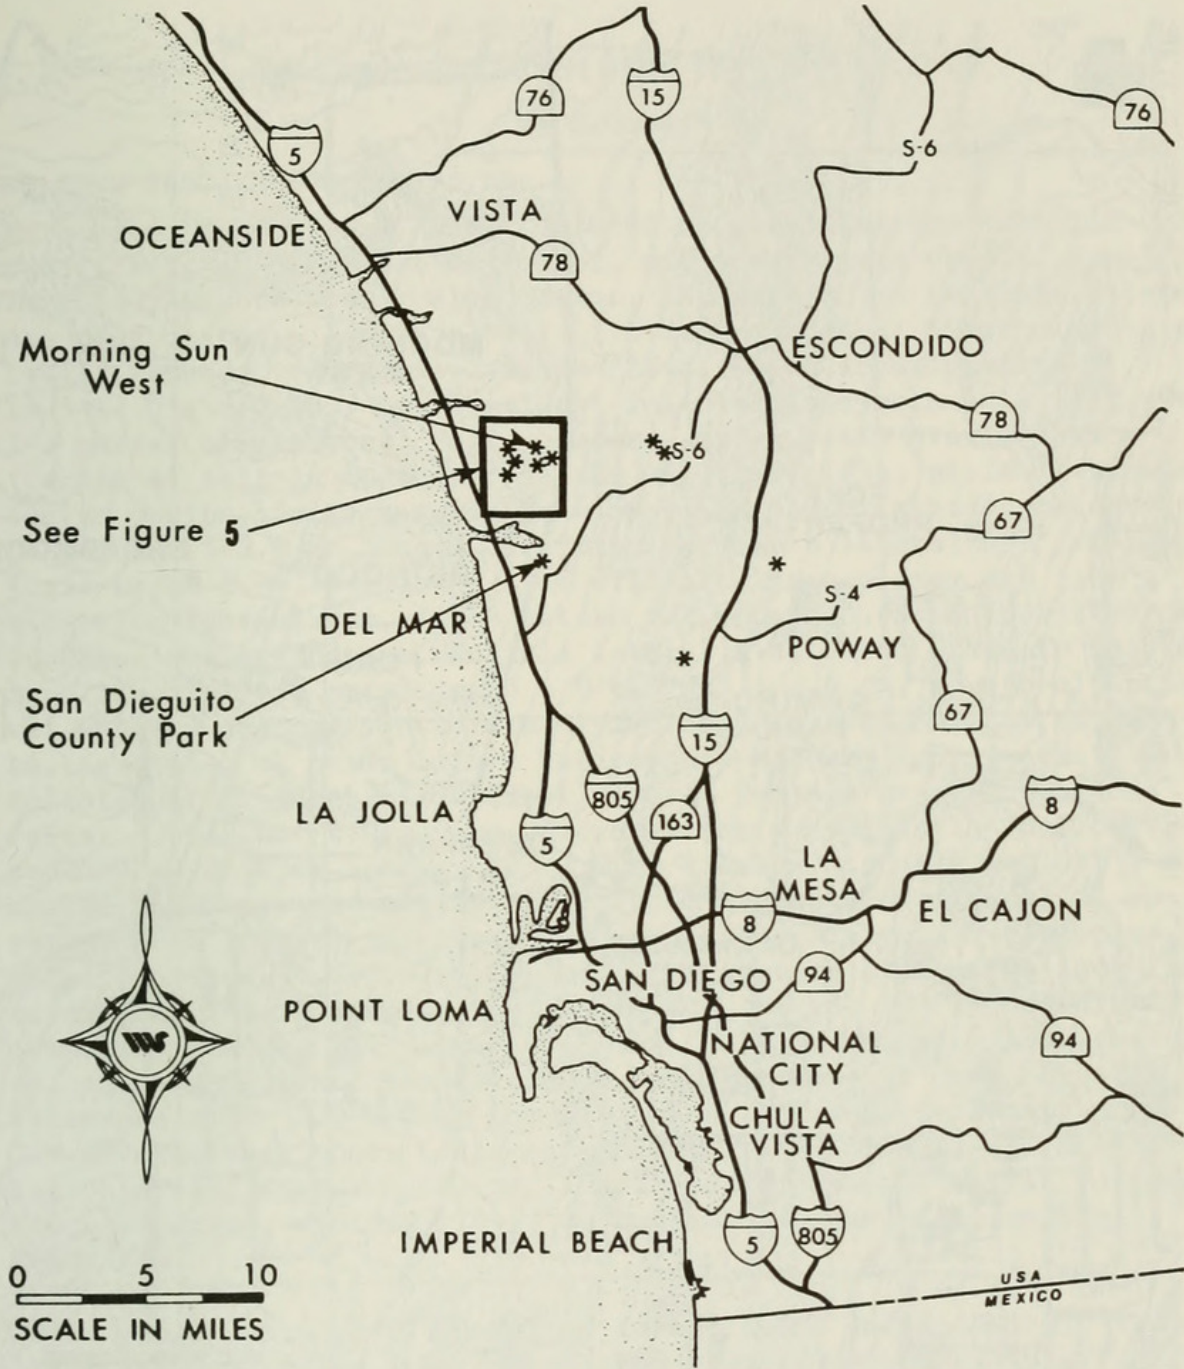 76
15
76
5
S-6
VISTA
OCEANSIDE
78
Morning Sun
West
ESCONDIDO
78
S-6
See Figure 5
67
S-4
DEL MAR
POWAY
San Dieguito
County Park
67
15
805
8
LA JOLLA
163
5
LA
MESA
8
EL CAJON
SAN DIEGO
94
POINT LOMA
NATIONAL
CITY
94
CHULA
VISTA
IMPERIAL BEACH
5
805
0 5 10
SCALE IN MILES
USA
MEXICO